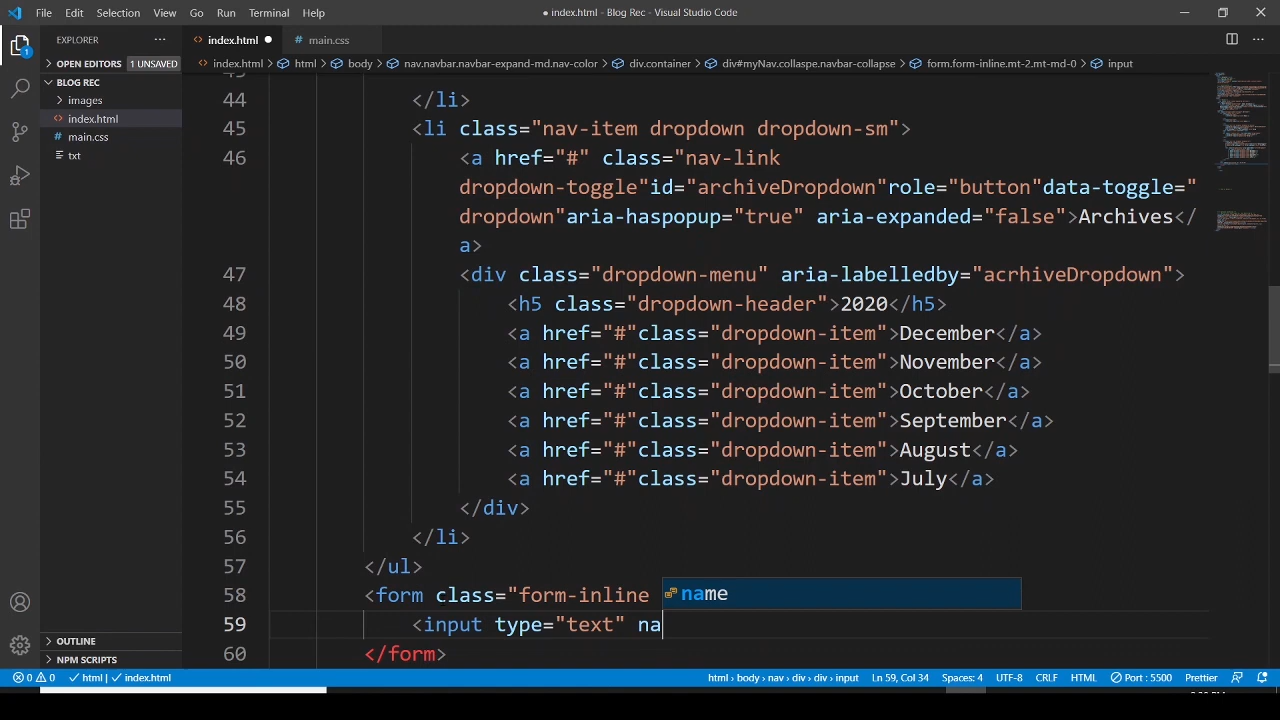 File Edit Selection View Go Run Terminal Help
● index.html - Blog Rec - Visual Studio Code
EXPLORER
index.html ● main.css
OPEN EDITORS 1 UNSAVED
index.html > html > body > nav.navbar.navbar-expand-md.nav-color > div.container > div#myNav.collaspe.navbar-collapse > form.form-inline.mt-2.mt-md-0 > input
BLOG REC
images
index.html
main.css
txt
44 </li>
45 <li class="nav-item dropdown dropdown-sm">
46 <a href="#" class="nav-link
dropdown-toggle"id="archiveDropdown"role="button"data-toggle="
dropdown"aria-haspopup="true" aria-expanded="false">Archives</
a>
47 <div class="dropdown-menu" aria-labelledby="acrhiveDropdown">
48 <h5 class="dropdown-header">2020</h5>
49 <a href="#"class="dropdown-item">December</a>
50 <a href="#"class="dropdown-item">November</a>
51 <a href="#"class="dropdown-item">October</a>
52 <a href="#"class="dropdown-item">September</a>
53 <a href="#"class="dropdown-item">August</a>
54 <a href="#"class="dropdown-item">July</a>
55 </div>
56 </li>
57 </ul>
58 <form class="form-inline
name
59 <input type="text" na
60 </form>
OUTLINE
NPM SCRIPTS
0 0 html | index.html
html > body > nav > div > div > input Ln 59, Col 34 Spaces: 4 UTF-8 CRLF HTML Port : 5500 Prettier